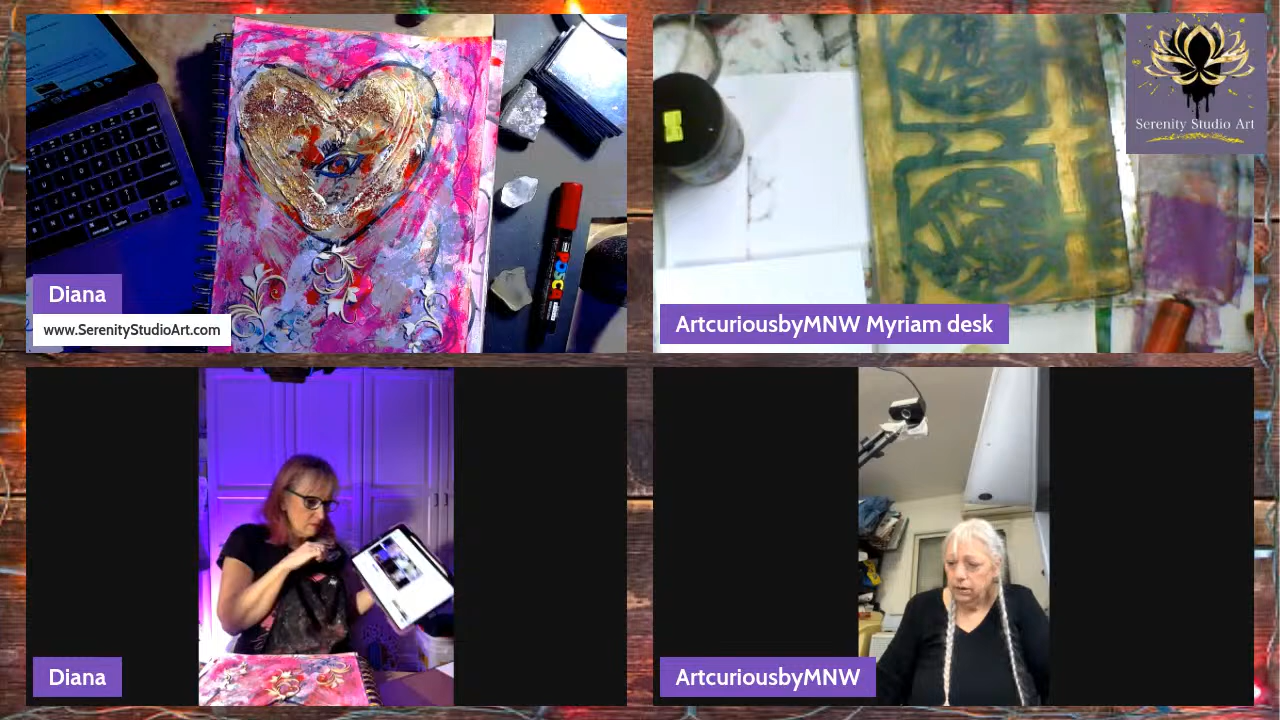 Diana
www.SerenityStudioArt.com
POSCA
ArtcuriousbyMNW Myriam desk
Serenity Studio Art
Diana
ArtcuriousbyMNW